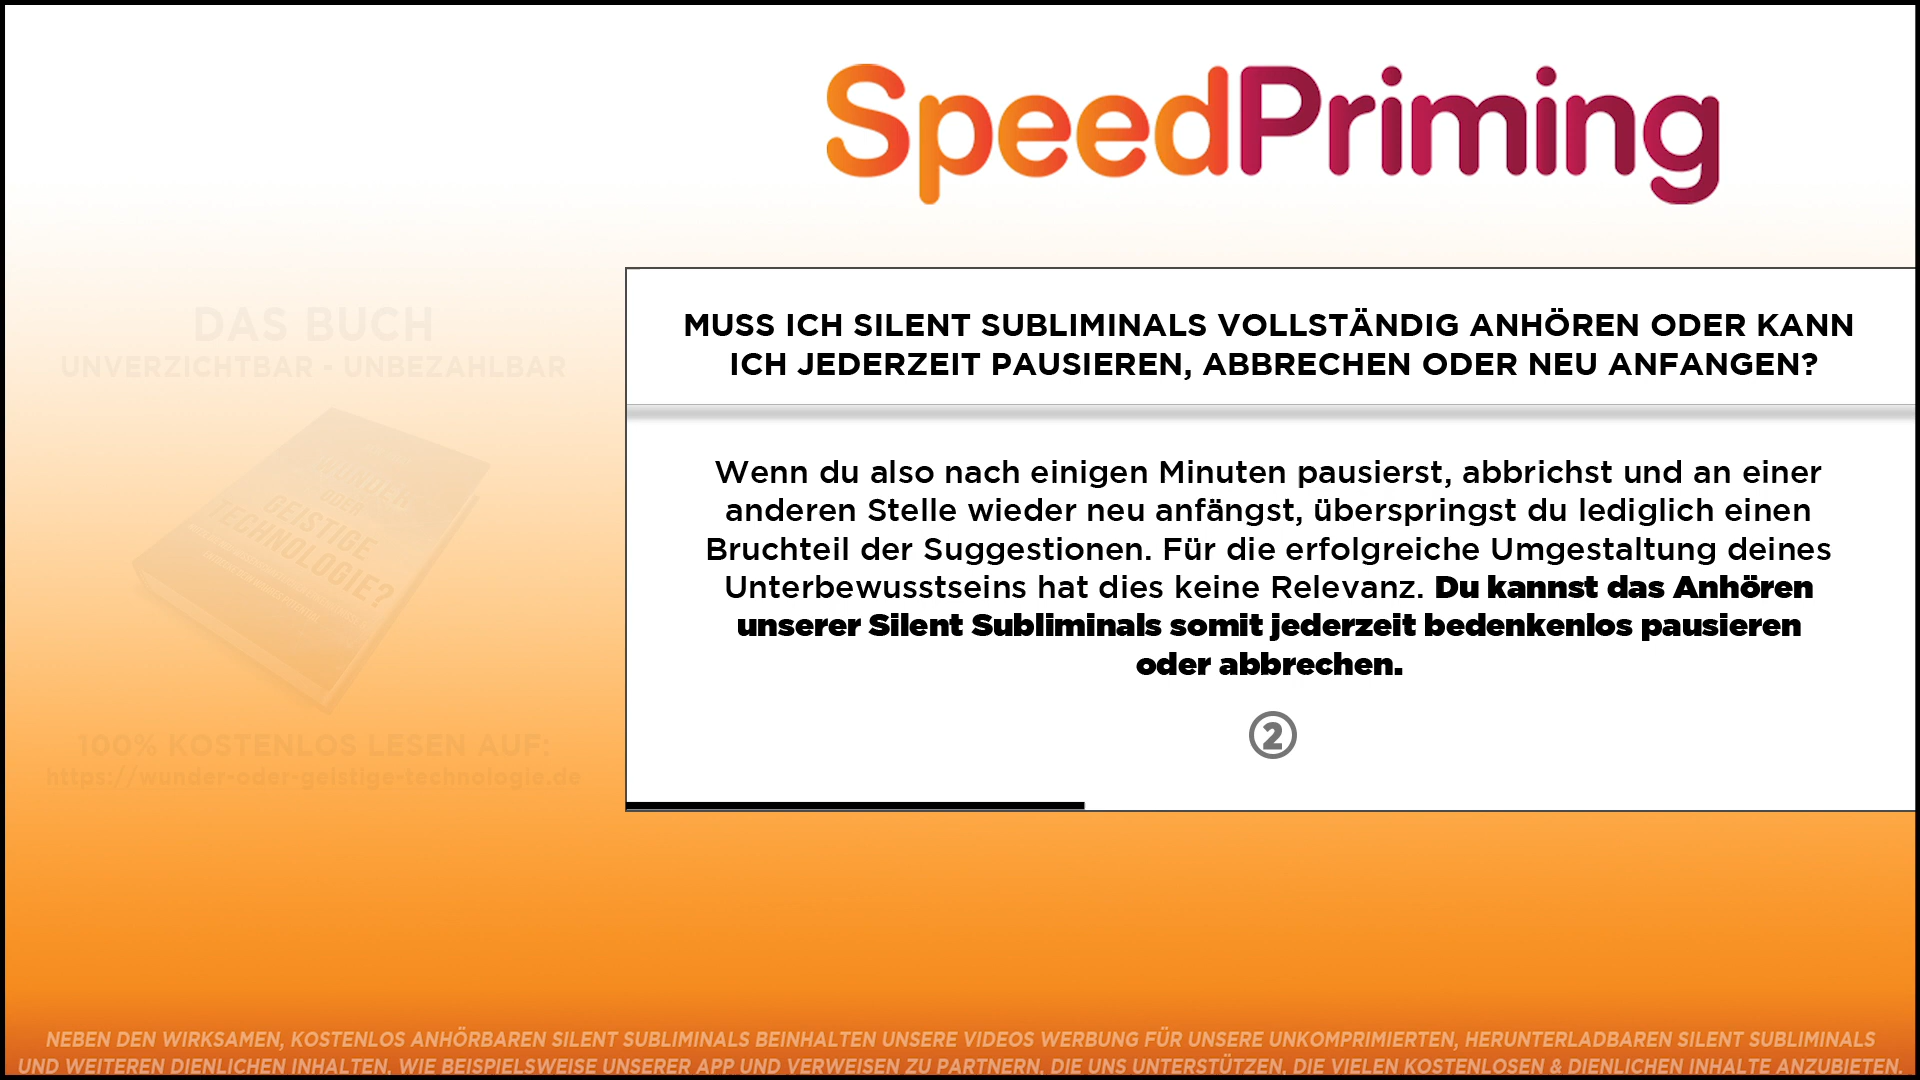 SpeedPriming
DAS BUCH
UNVERZICHTBAR - UNBEZAHLBAR
WUNDER
ODER
GEISTIGE
TECHNOLOGIE?
100% KOSTENLOS LESEN AUF:
https://wunder-oder-geistige-technologie.de
MUSS ICH SILENT SUBLIMINALS VOLLSTÄNDIG ANHÖREN ODER KANN
ICH JEDERZEIT PAUSIEREN, ABBRECHEN ODER NEU ANFANGEN?
Wenn du also nach einigen Minuten pausierst, abbrichst und an einer
anderen Stelle wieder neu anfängst, überspringst du lediglich einen
Bruchteil der Suggestionen. Für die erfolgreiche Umgestaltung deines
Unterbewusstseins hat dies keine Relevanz. Du kannst das Anhören
unserer Silent Subliminals somit jederzeit bedenkenlos pausieren
oder abbrechen.
2
NEBEN DEN WIRKSAMEN, KOSTENLOS ANHÖRBAREN SILENT SUBLIMINALS BEINHALTEN UNSERE VIDEOS WERBUNG FÜR UNSERE UNKOMPRIMIERTEN, HERUNTERLADBAREN SILENT SUBLIMINALS
UND WEITEREN DIENLICHEN INHALTEN, WIE BEISPIELSWEISE UNSERER APP UND VERWEISEN ZU PARTNERN, DIE UNS UNTERSTÜTZEN, DIE VIELEN KOSTENLOSEN & DIENLICHEN INHALTE ANZUBIETEN.